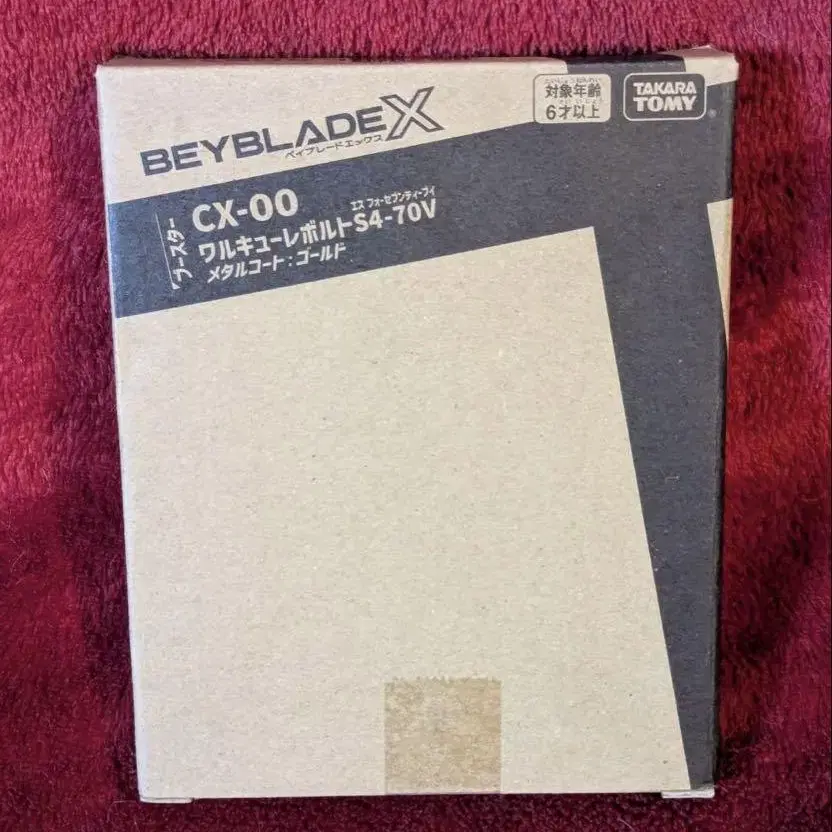 BEYBLADE X
ベイブレードエックス
対象年齢
6才以上
TAKARA
TOMY
ブースター
CX-00
エス フォーセブンティーブイ
ワルキューレボルトS4-70V
メタルコート:ゴールド